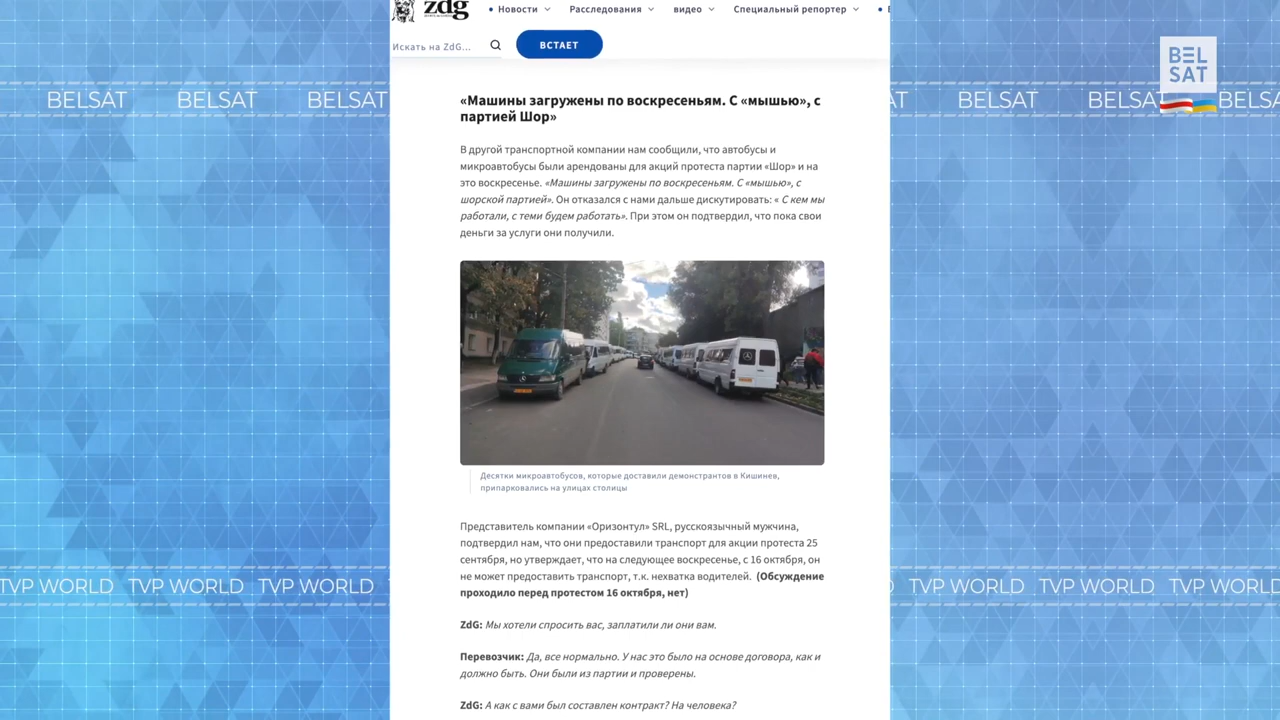 zdg
Новости
Расследования
видео
Специальный репортер
Искать на ZdG...
ВСТАЕТ
BEL
SAT
BELSAT BELSAT BELSAT
BELSAT BELSAT BELSAT
«Машины загружены по воскресеньям. С «мышью», с
партией Шор»
В другой транспортной компании нам сообщили, что автобусы и
микроавтобусы были арендованы для акций протеста партии «Шор» и на
это воскресенье. «Машины загружены по воскресеньям. С «мышью», с
шорской партией». Он отказался с нами дальше дискутировать: « С кем мы
работали, с теми будем работать». При этом он подтвердил, что пока свои
деньги за услуги они получили.
Десятки микроавтобусов, которые доставили демонстрантов в Кишинев,
припарковались на улицах столицы
Представитель компании «Оризонтул» SRL, русскоязычный мужчина,
подтвердил нам, что они предоставили транспорт для акции протеста 25
сентября, но утверждает, что на следующее воскресенье, с 16 октября, он
не может предоставить транспорт, т.к. нехватка водителей. (Обсуждение
проходило перед протестом 16 октября, нет)
TVP WORLD TVP WORLD TVP WORLD
TVP WORLD TVP WORLD TVP WORLD
ZdG: Мы хотели спросить вас, заплатили ли они вам.
Перевозчик: Да, все нормально. У нас это было на основе договора, как и
должно быть. Они были из партии и проверены.
ZdG: А как с вами был составлен контракт? На человека?